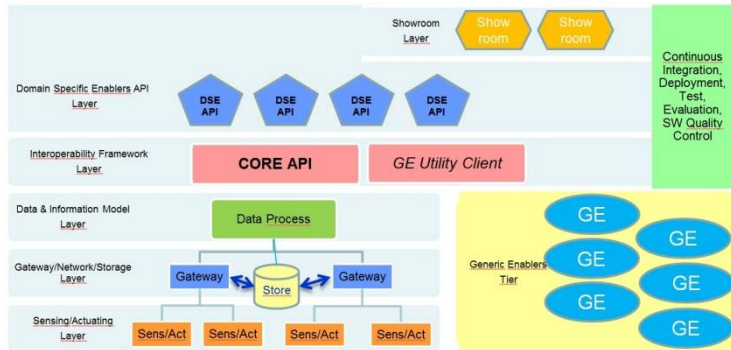 Showroom
Layer
Show
room
Show
room
Continuous
Integration,
Deployment,
Test,
Evaluation,
SW Quality
Control
Domain Specific Enablers API
Layer
DSE
API
DSE
API
DSE
API
DSE
API
Interoperability Framework
Layer
CORE API
GE Utility Client
Data & Information Model
Layer
Data Process
Gateway/Network/Storage
Layer
Gateway
Store
Gateway
Sensing/Actuating
Layer
Sens/Act
Sens/Act
Sens/Act
Sens/Act
Generic Enablers
Tier
GE
GE
GE
GE
GE
GE